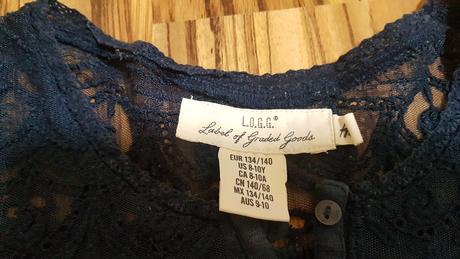 L.O.G.G.®
Label of Graded Goods
EUR 134/140
US 8-10Y
CA 8-10A
CN 140/68
MX 134/140
AUS 9-10